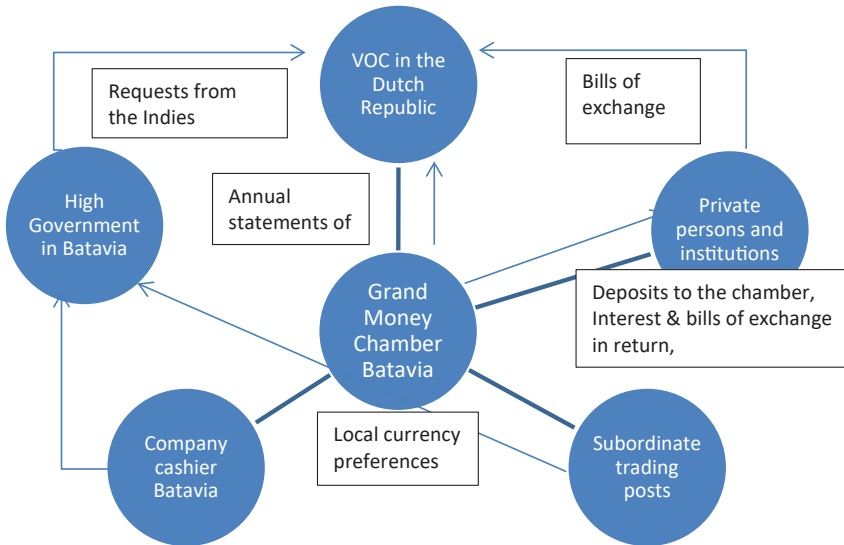 VOC in the
Dutch
Republic
Requests from
the Indies
Bills of
exchange
High
Government
in Batavia
Annual
statements of
Private
persons and
institutions
Grand
Money
Chamber
Batavia
Deposits to the chamber,
Interest & bills of exchange
in return,
Company
cashier
Batavia
Local currency
preferences
Subordinate
trading
posts